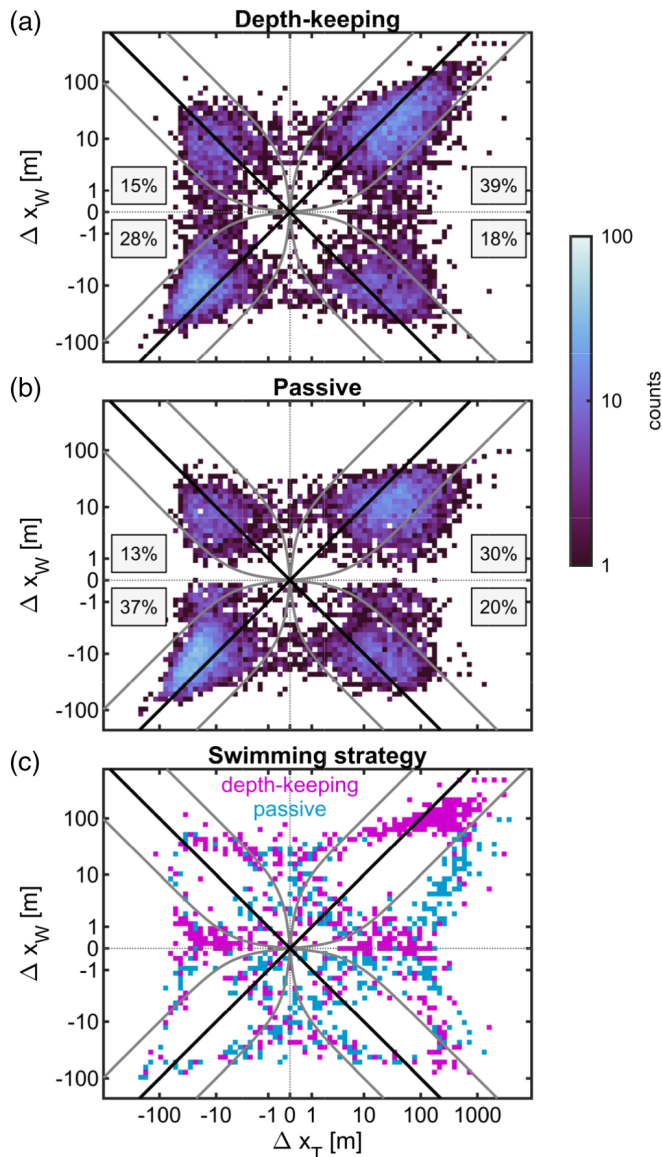 (a) Depth-keeping
Δ x_W [m]
100
10
1
0
-1
-10
-100
15%
39%
28%
18%
100
10
1
counts
(b) Passive
Δ x_W [m]
100
10
1
0
-1
-10
-100
13%
30%
37%
20%
(c) Swimming strategy
depth-keeping
passive
Δ x_W [m]
100
10
1
0
-1
-10
-100
-100 -10 -1 0 1 10 100 1000
Δ x_T [m]